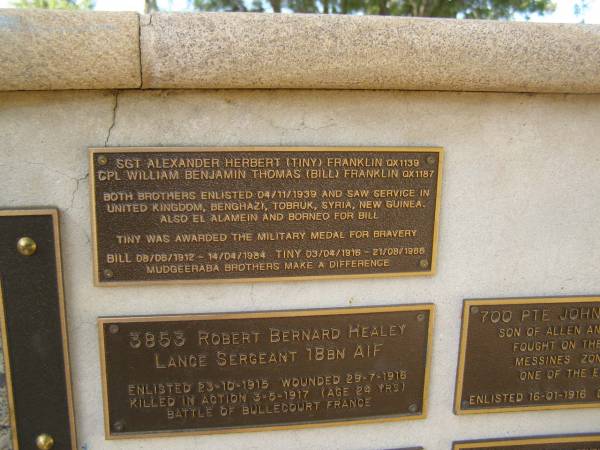 SGT ALEXANDER HERBERT (TINY) FRANKLIN QX1139
CPL WILLIAM BENJAMIN THOMAS (BILL) FRANKLIN QX1187
BOTH BROTHERS ENLISTED 04/11/1939 AND SAW SERVICE IN
UNITED KINGDOM, BENGHAZI, TOBRUK, SYRIA, NEW GUINEA.
ALSO EL ALAMEIN AND BORNEO FOR BILL
TINY WAS AWARDED THE MILITARY MEDAL FOR BRAVERY
BILL 08/06/1912 - 14/04/1984 TINY 03/04/1916 - 21/08/1986
MUDGEERABA BROTHERS MAKE A DIFFERENCE
3853 ROBERT BERNARD HEALEY
LANCE SERGEANT 18BN AIF
ENLISTED 23-10-1915 WOUNDED 29-7-1916
KILLED IN ACTION 3-5-1917 (AGE 24 YRS)
BATTLE OF BULLECOURT FRANCE
700 PTE JOHN
SON OF ALLEN AN
FOUGHT ON THE
MESSINES ZON
ONE OF THE E
ENLISTED 16-01-1916